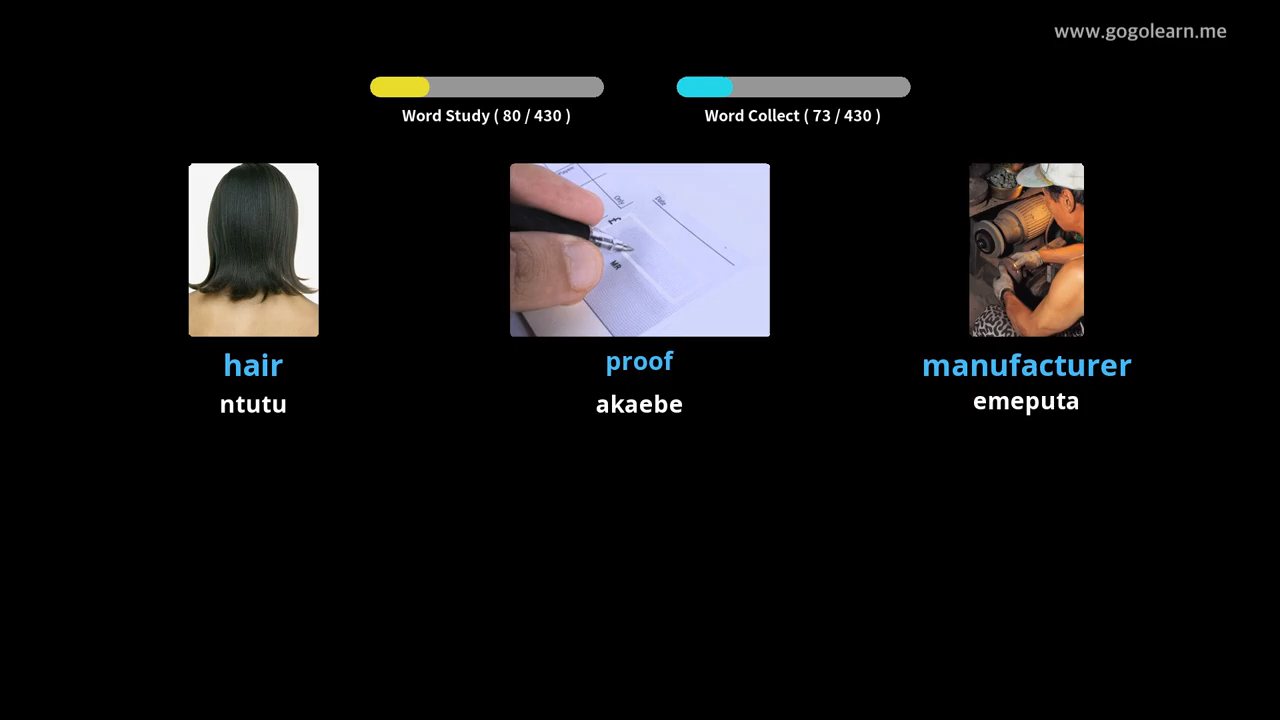 www.gogolearn.me
Word Study ( 80 / 430 )
Word Collect ( 73 / 430 )
hair
proof
manufacturer
ntutu
akaebe
emeputa